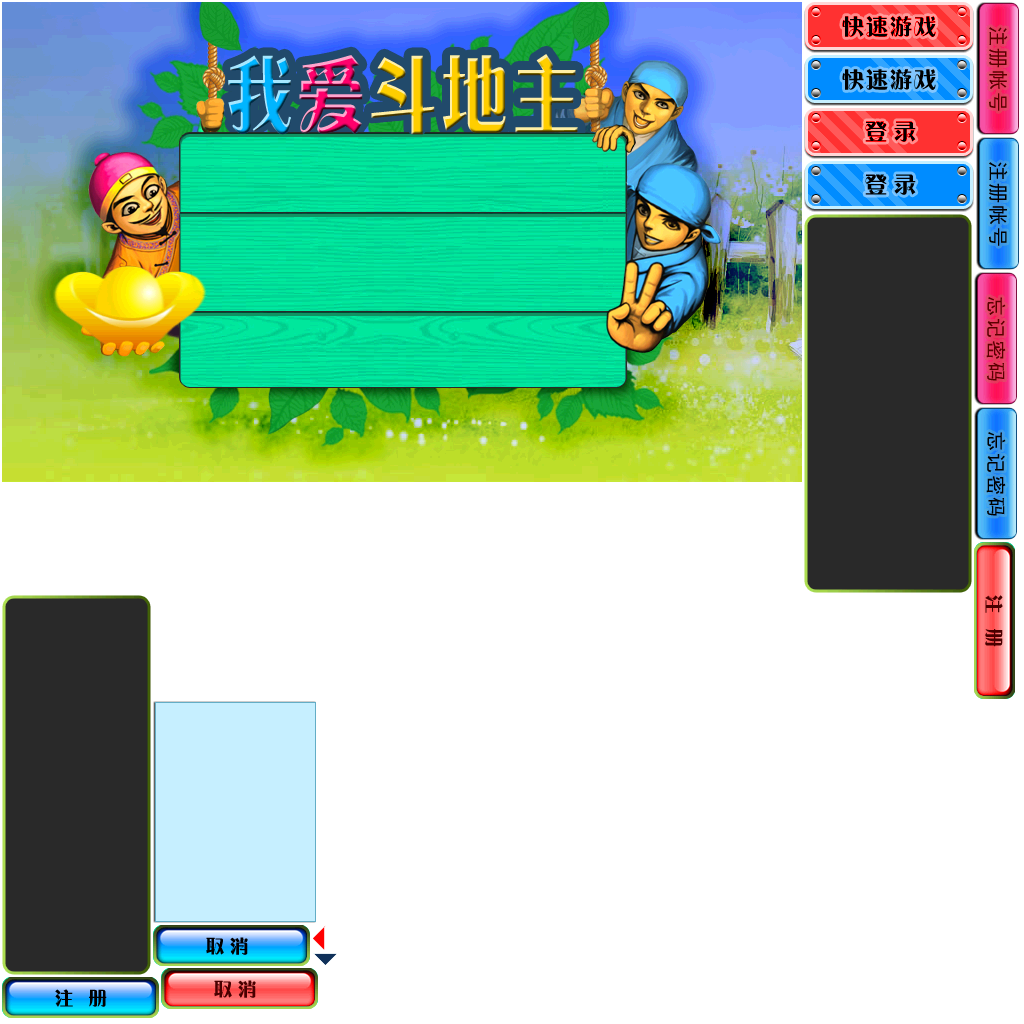 我爱斗地主
快速游戏
快速游戏
登录
登录
注册帐号
注册帐号
忘记密码
忘记密码
注 册
取消
取消
注 册